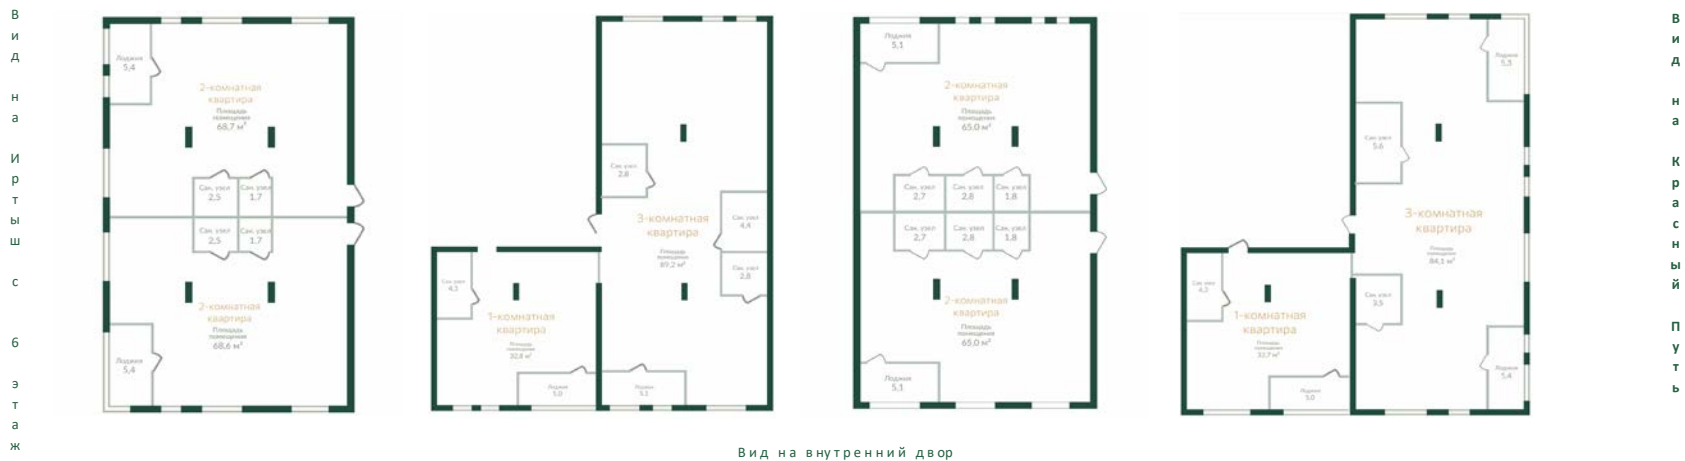 Вид на Иртыш с 6 этаж
Лоджия
5,4
2-комнатная
квартира
Площадь
помещения
68,7 м²
Сан. узел
2,5
Сан. узел
1,7
Сан. узел
2,5
Сан. узел
1,7
2-комнатная
квартира
Площадь
помещения
68,6 м²
Лоджия
5,4
Сан. узел
2,8
3-комнатная
квартира
Площадь
помещения
89,2 м²
Сан. узел
4,4
Сан. узел
2,8
Сан. узел
4,3
1-комнатная
квартира
Площадь
помещения
32,8 м²
Лоджия
5,0
Лоджия
Лоджия
5,1
2-комнатная
квартира
Площадь
помещения
65,0 м²
Сан. узел
2,7
Сан. узел
2,8
Сан. узел
1,8
Сан. узел
2,7
Сан. узел
2,8
Сан. узел
1,8
2-комнатная
квартира
Площадь
помещения
65,0 м²
Лоджия
5,1
Лоджия
5,3
Сан. узел
5,6
3-комнатная
квартира
Площадь
помещения
84,1 м²
Сан. узел
3,5
Сан. узел
4,3
1-комнатная
квартира
Площадь
помещения
32,7 м²
Лоджия
5,0
Лоджия
5,4
Вид на Красный Путь
Вид на внутренний двор